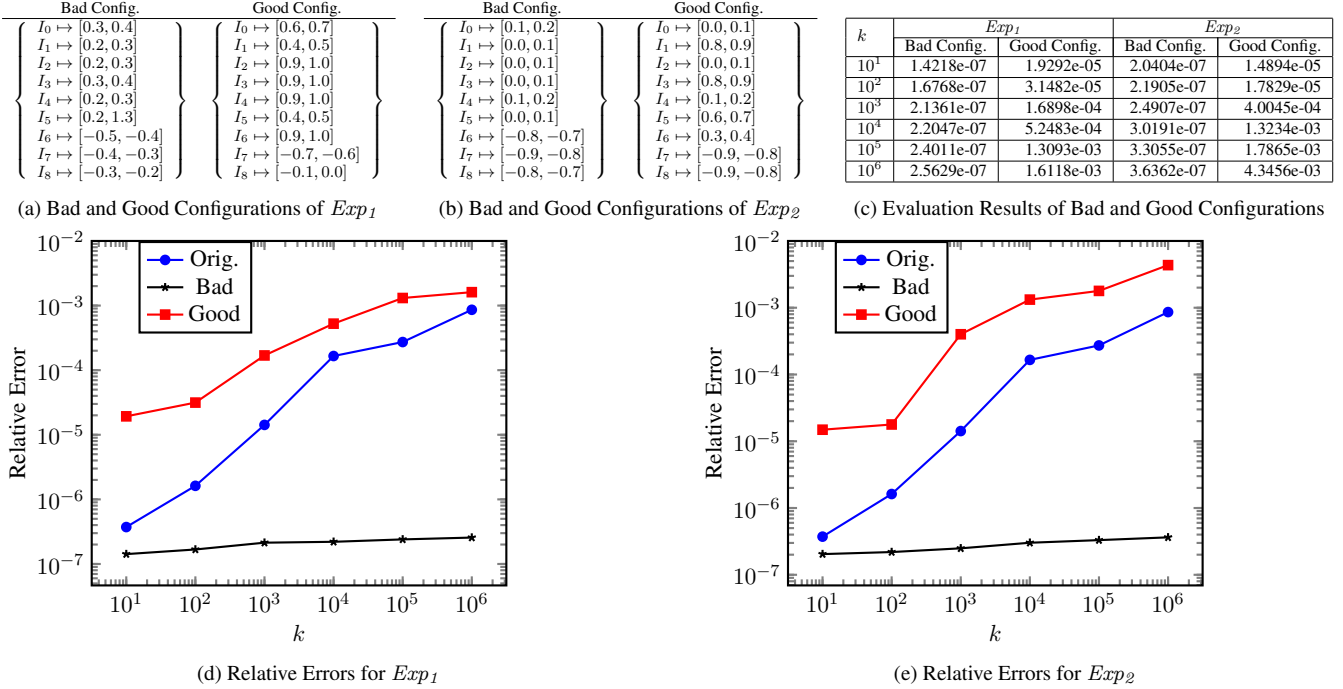 Bad Config. Good Config.
I0 ↦ [0.3, 0.4] I0 ↦ [0.6, 0.7]
I1 ↦ [0.2, 0.3] I1 ↦ [0.4, 0.5]
I2 ↦ [0.2, 0.3] I2 ↦ [0.9, 1.0]
I3 ↦ [0.3, 0.4] I3 ↦ [0.9, 1.0]
I4 ↦ [0.2, 0.3] I4 ↦ [0.9, 1.0]
I5 ↦ [0.2, 1.3] I5 ↦ [0.4, 0.5]
I6 ↦ [−0.5, −0.4] I6 ↦ [0.9, 1.0]
I7 ↦ [−0.4, −0.3] I7 ↦ [−0.7, −0.6]
I8 ↦ [−0.3, −0.2] I8 ↦ [−0.1, 0.0]
(a) Bad and Good Configurations of Exp1
Bad Config. Good Config.
I0 ↦ [0.1, 0.2] I0 ↦ [0.0, 0.1]
I1 ↦ [0.0, 0.1] I1 ↦ [0.8, 0.9]
I2 ↦ [0.0, 0.1] I2 ↦ [0.0, 0.1]
I3 ↦ [0.0, 0.1] I3 ↦ [0.8, 0.9]
I4 ↦ [0.1, 0.2] I4 ↦ [0.1, 0.2]
I5 ↦ [0.0, 0.1] I5 ↦ [0.6, 0.7]
I6 ↦ [−0.8, −0.7] I6 ↦ [0.3, 0.4]
I7 ↦ [−0.9, −0.8] I7 ↦ [−0.9, −0.8]
I8 ↦ [−0.8, −0.7] I8 ↦ [−0.9, −0.8]
(b) Bad and Good Configurations of Exp2
k Exp1 Exp2
Bad Config. Good Config. Bad Config. Good Config.
10^1 1.4218e-07 1.9292e-05 2.0404e-07 1.4894e-05
10^2 1.6768e-07 3.1482e-05 2.1905e-07 1.7829e-05
10^3 2.1361e-07 1.6898e-04 2.4907e-07 4.0045e-04
10^4 2.2047e-07 5.2483e-04 3.0191e-07 1.3234e-03
10^5 2.4011e-07 1.3093e-03 3.3055e-07 1.7865e-03
10^6 2.5629e-07 1.6118e-03 3.6362e-07 4.3456e-03
(c) Evaluation Results of Bad and Good Configurations
Orig.
Bad
Good
Relative Error
10^−2
10^−3
10^−4
10^−5
10^−6
10^−7
10^1 10^2 10^3 10^4 10^5 10^6
k
(d) Relative Errors for Exp1
Orig.
Bad
Good
Relative Error
10^−2
10^−3
10^−4
10^−5
10^−6
10^−7
10^1 10^2 10^3 10^4 10^5 10^6
k
(e) Relative Errors for Exp2